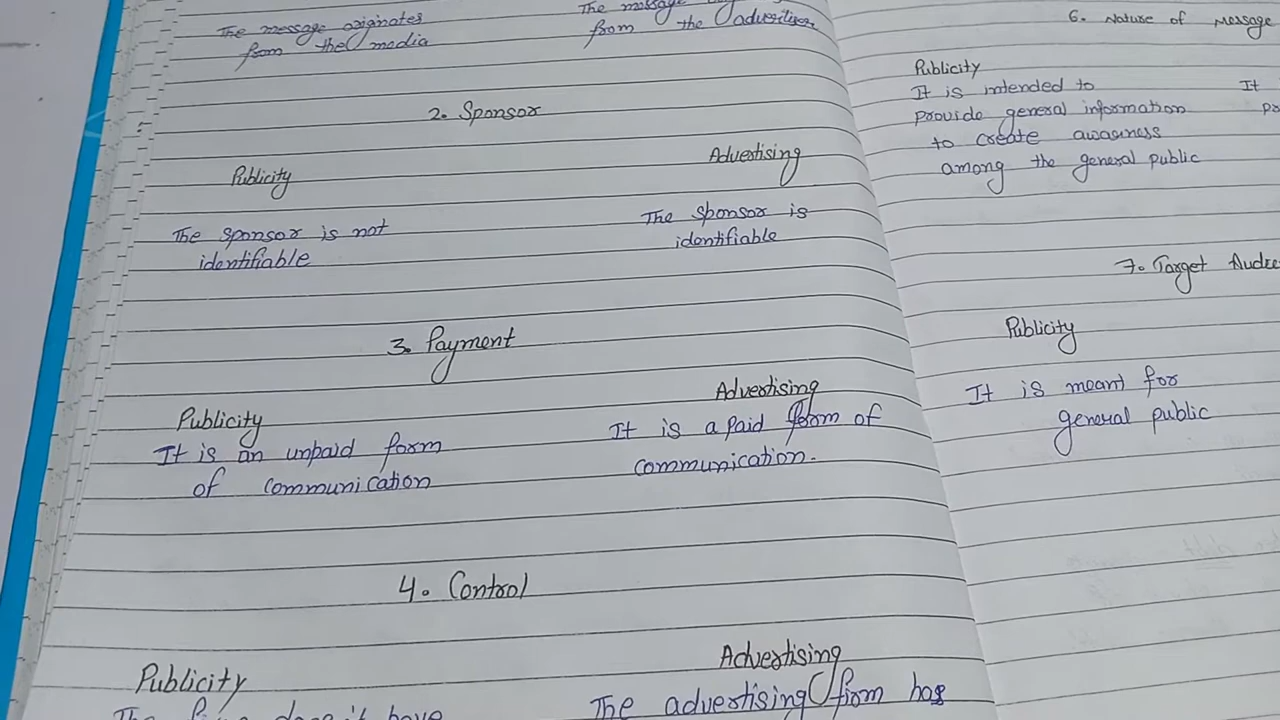 The message originates
from the media
The message
from the advertiser
2. Sponsor
Publicity
Advertising
The sponsor is not
identifiable
The sponsor is
identifiable
3. Payment
Publicity
Advertising
It is an unpaid form
of communication
It is a paid form of
communication.
4. Control
Publicity
Advertising
The advertising firm has
6. Nature of Message
Publicity
It is intended to
provide general information
to create awarness
among the general public
It
7. Target
Publicity
It is meant for
general public